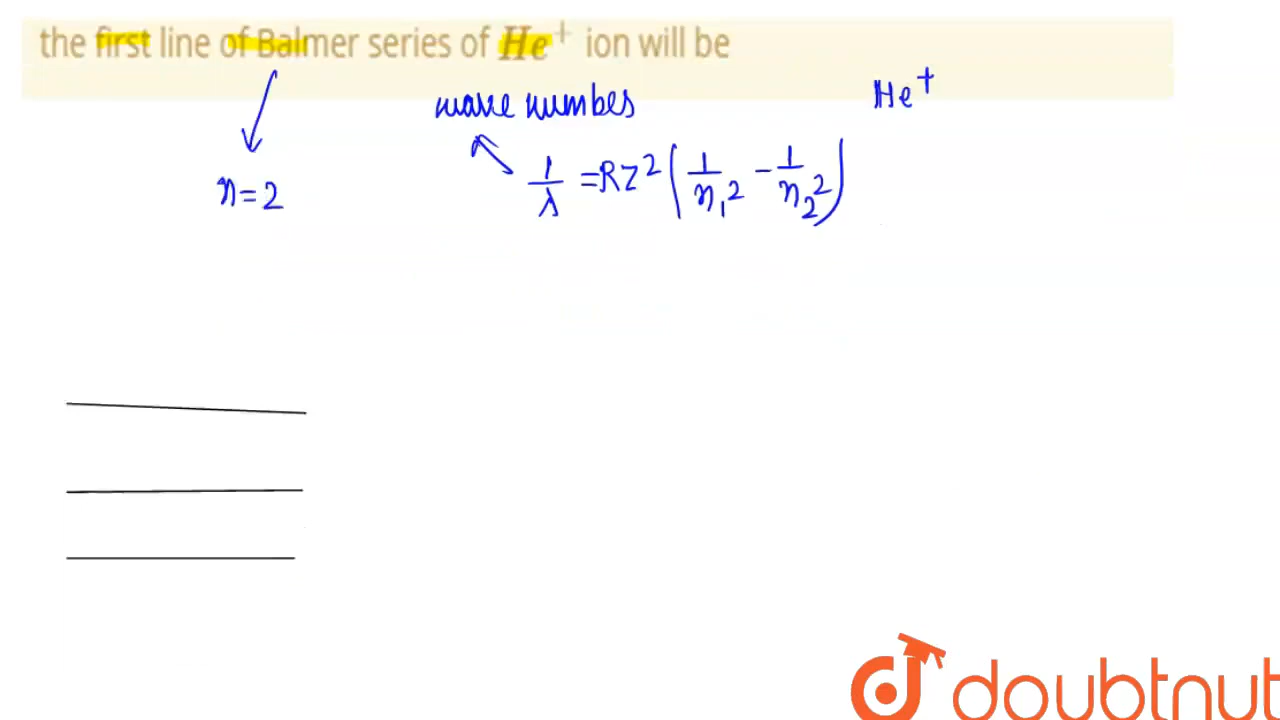 the first line of Balmer series of He⁺ ion will be
wave number
He⁺
n=2
1/λ =RZ²(1/n₁² − 1/n₂²)
doubtnut